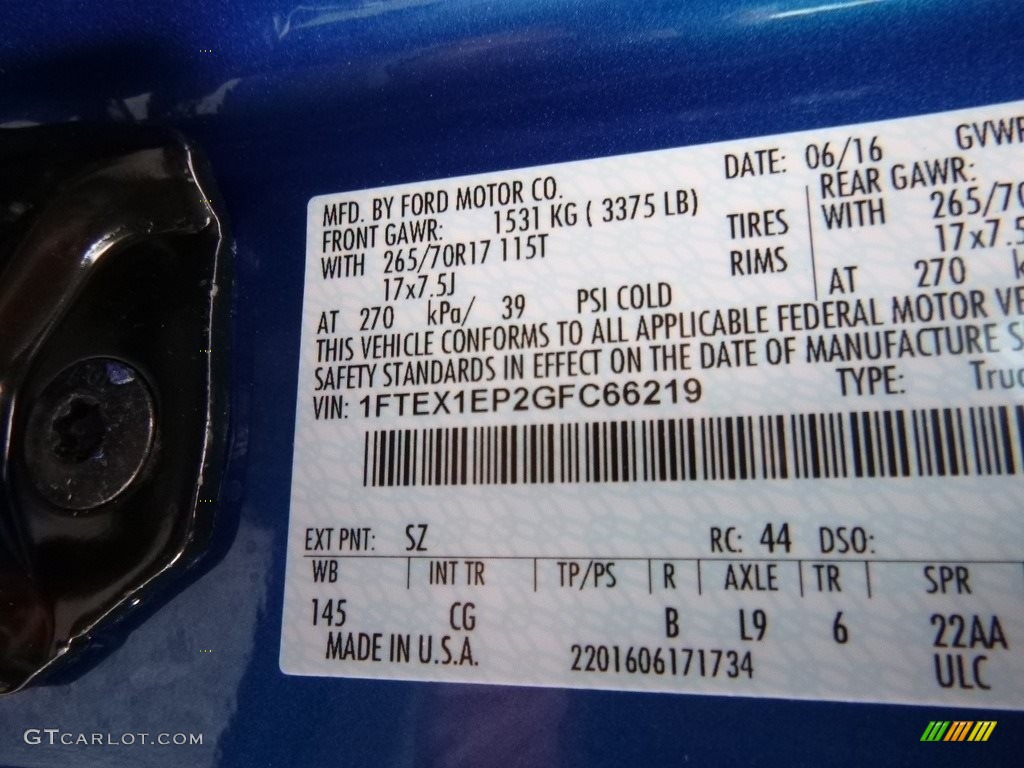 DATE: 06/16 GVWR
MFD. BY FORD MOTOR CO.
FRONT GAWR: 1531 KG ( 3375 LB)
REAR GAWR:
WITH 265/70R17 115T TIRES
WITH 265/70
17x7.5J RIMS
17x7.5
AT 270 kPa/ 39 PSI COLD
AT 270 k
THIS VEHICLE CONFORMS TO ALL APPLICABLE FEDERAL MOTOR VE
SAFETY STANDARDS IN EFFECT ON THE DATE OF MANUFACTURE S
VIN: 1FTEX1EP2GFC66219 TYPE: Truc
EXT PNT: SZ RC: 44 DSO:
WB INT TR TP/PS R AXLE TR SPR
145 CG B L9 6 22AA
MADE IN U.S.A. 2201606171734 ULC
GTCARLOT.COM